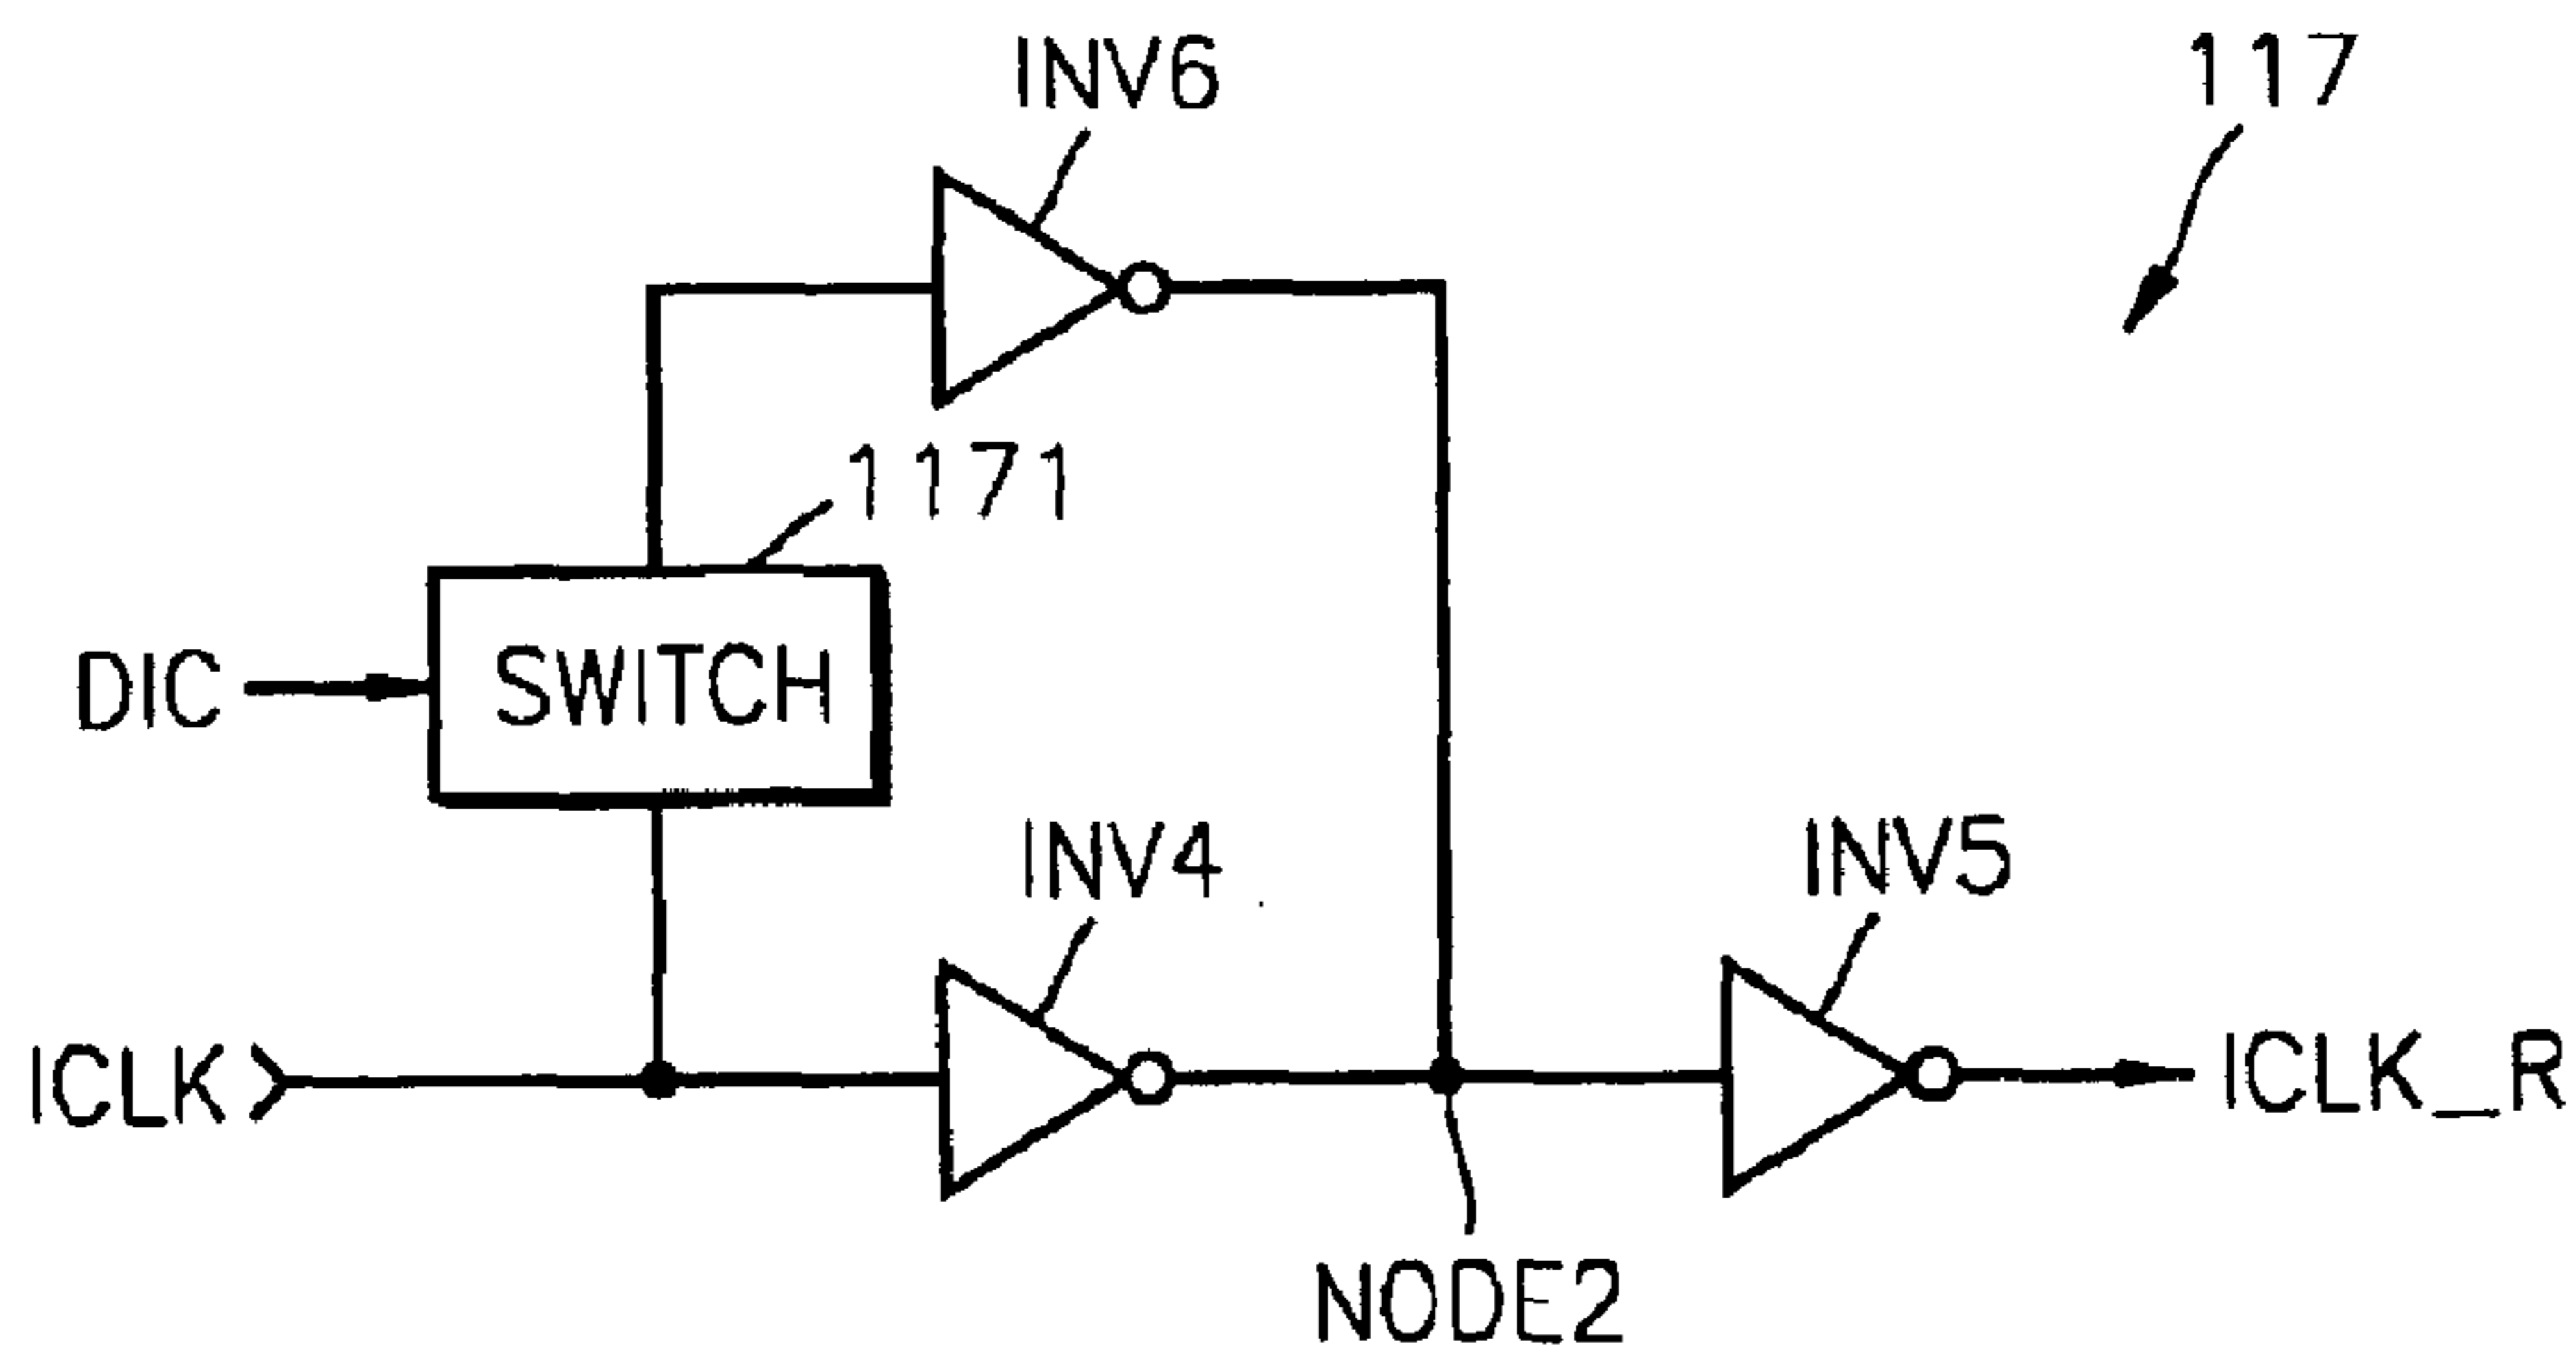 INV6
117
1171
DIC
SWITCH
INV4
INV5
ICLK
ICLK_R
NODE2